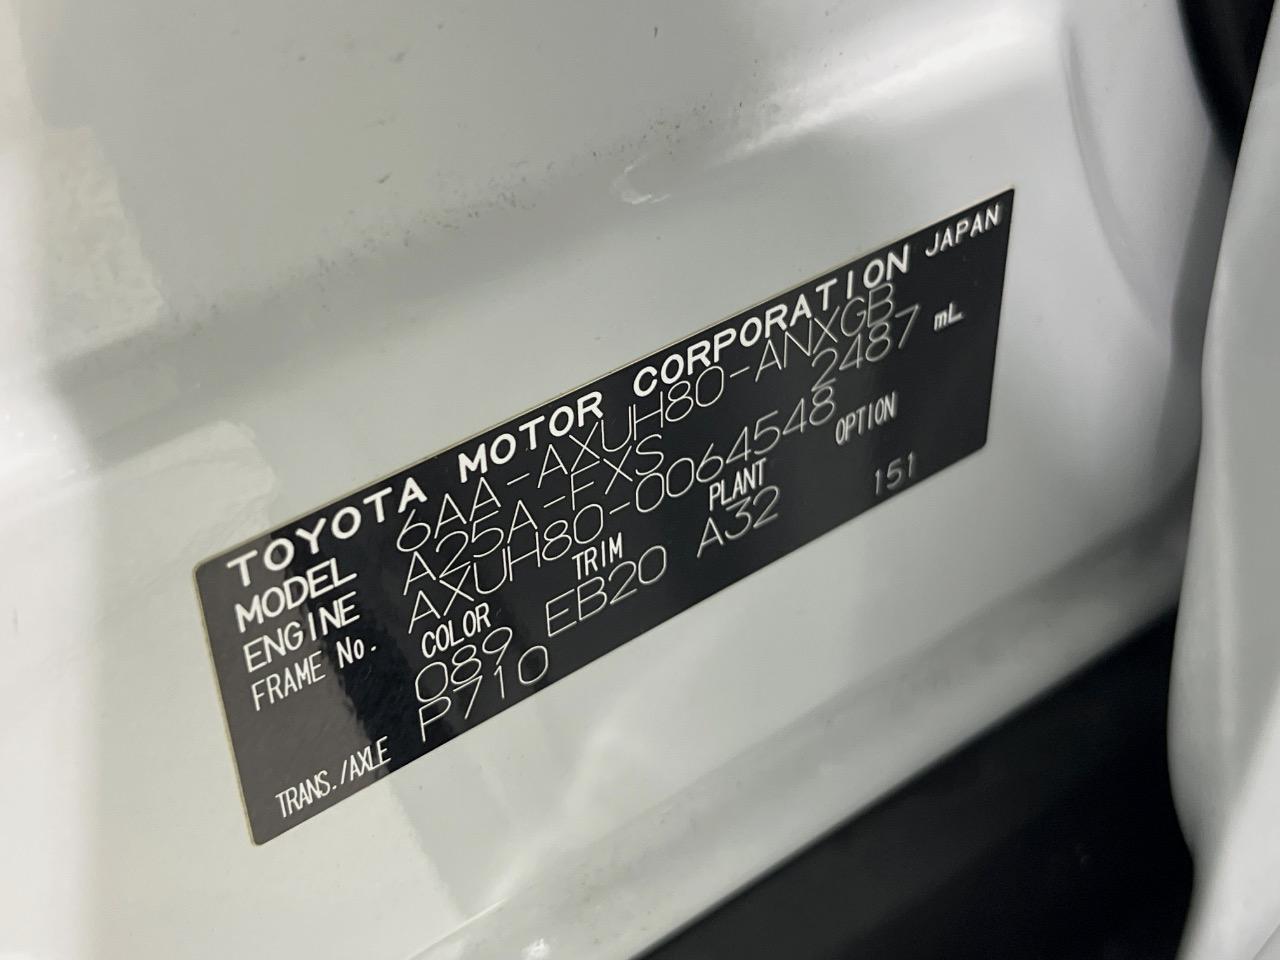 TOYOTA MOTOR CORPORATION JAPAN
MODEL 6AA-AXUH80-ANXGB
ENGINE A25A-FXS 2487 mL
FRAME No. AXUH80-0064548
COLOR TRIM PLANT OPTION
089 EB20 A32 151
TRANS./AXLE P710